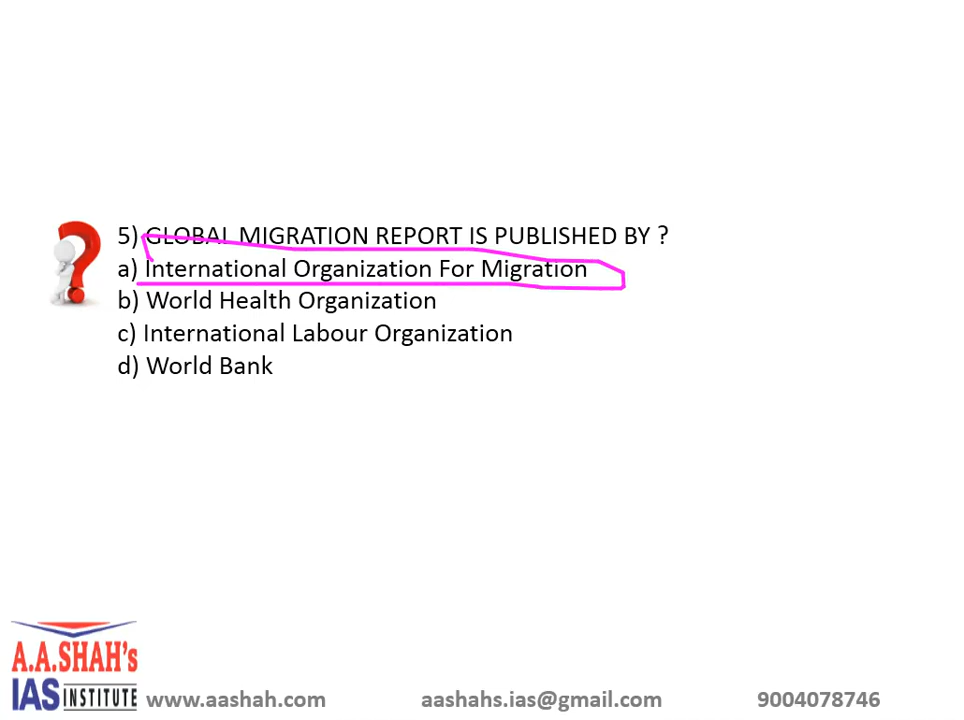 5) GLOBAL MIGRATION REPORT IS PUBLISHED BY ?
a) International Organization For Migration
b) World Health Organization
c) International Labour Organization
d) World Bank
A.A.SHAH's
IAS INSTITUTE www.aashah.com aashahs.ias@gmail.com 9004078746